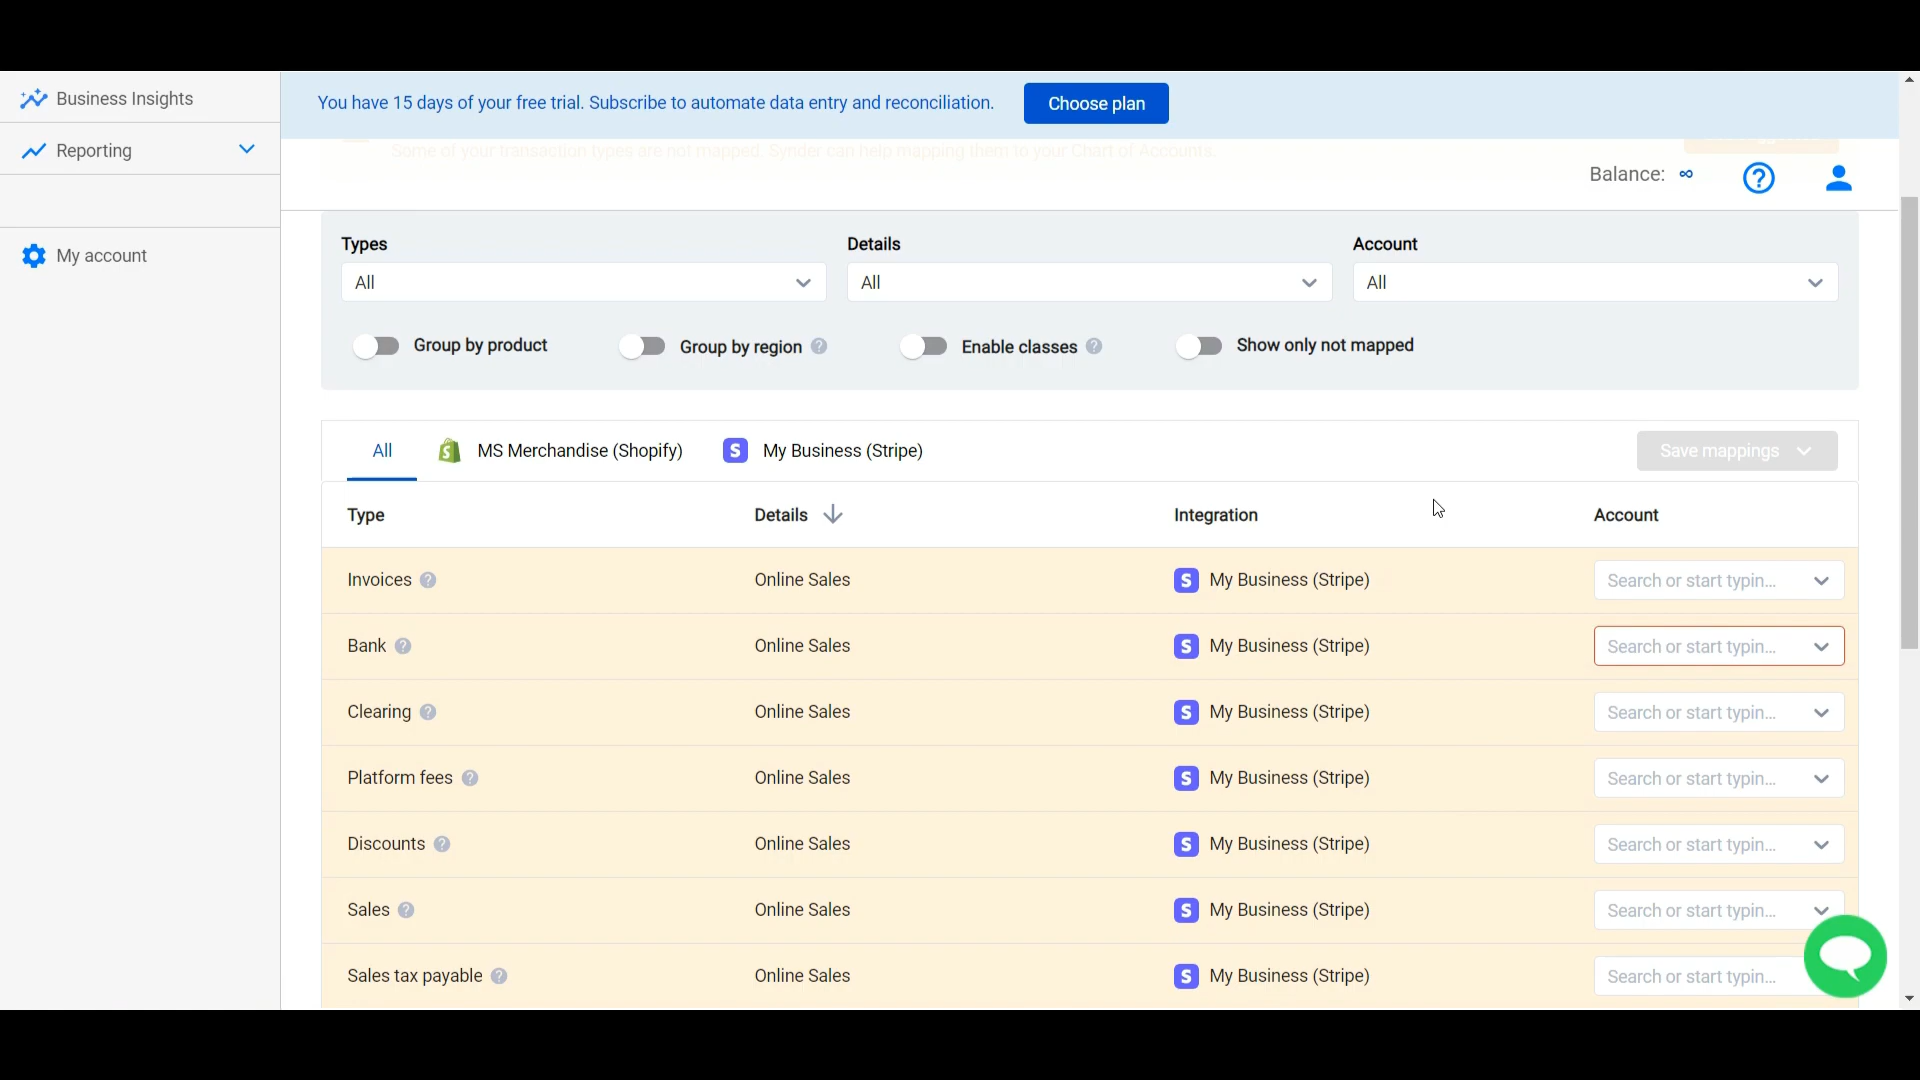 Business Insights
Reporting
My account
You have 15 days of your free trial. Subscribe to automate data entry and reconciliation.
Choose plan
Some of your transaction types are not mapped. Synder can help mapping them to your Chart of Accounts.
Balance: ∞
Types
Details
Account
All
All
All
Group by product
Group by region
Enable classes
Show only not mapped
All
MS Merchandise (Shopify)
My Business (Stripe)
Save mappings
Type
Details
Integration
Account
Invoices
Online Sales
My Business (Stripe)
Search or start typin...
Bank
Online Sales
My Business (Stripe)
Search or start typin...
Clearing
Online Sales
My Business (Stripe)
Search or start typin...
Platform fees
Online Sales
My Business (Stripe)
Search or start typin...
Discounts
Online Sales
My Business (Stripe)
Search or start typin...
Sales
Online Sales
My Business (Stripe)
Search or start typin...
Sales tax payable
Online Sales
My Business (Stripe)
Search or start typin...